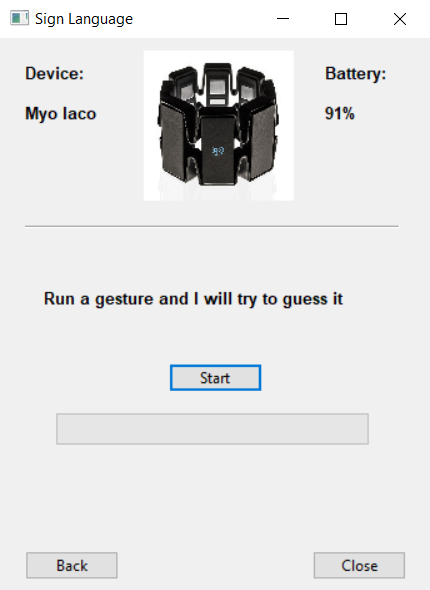 Sign Language
Device:
Battery:
Myo Iaco
91%
Run a gesture and I will try to guess it
Start
Back
Close